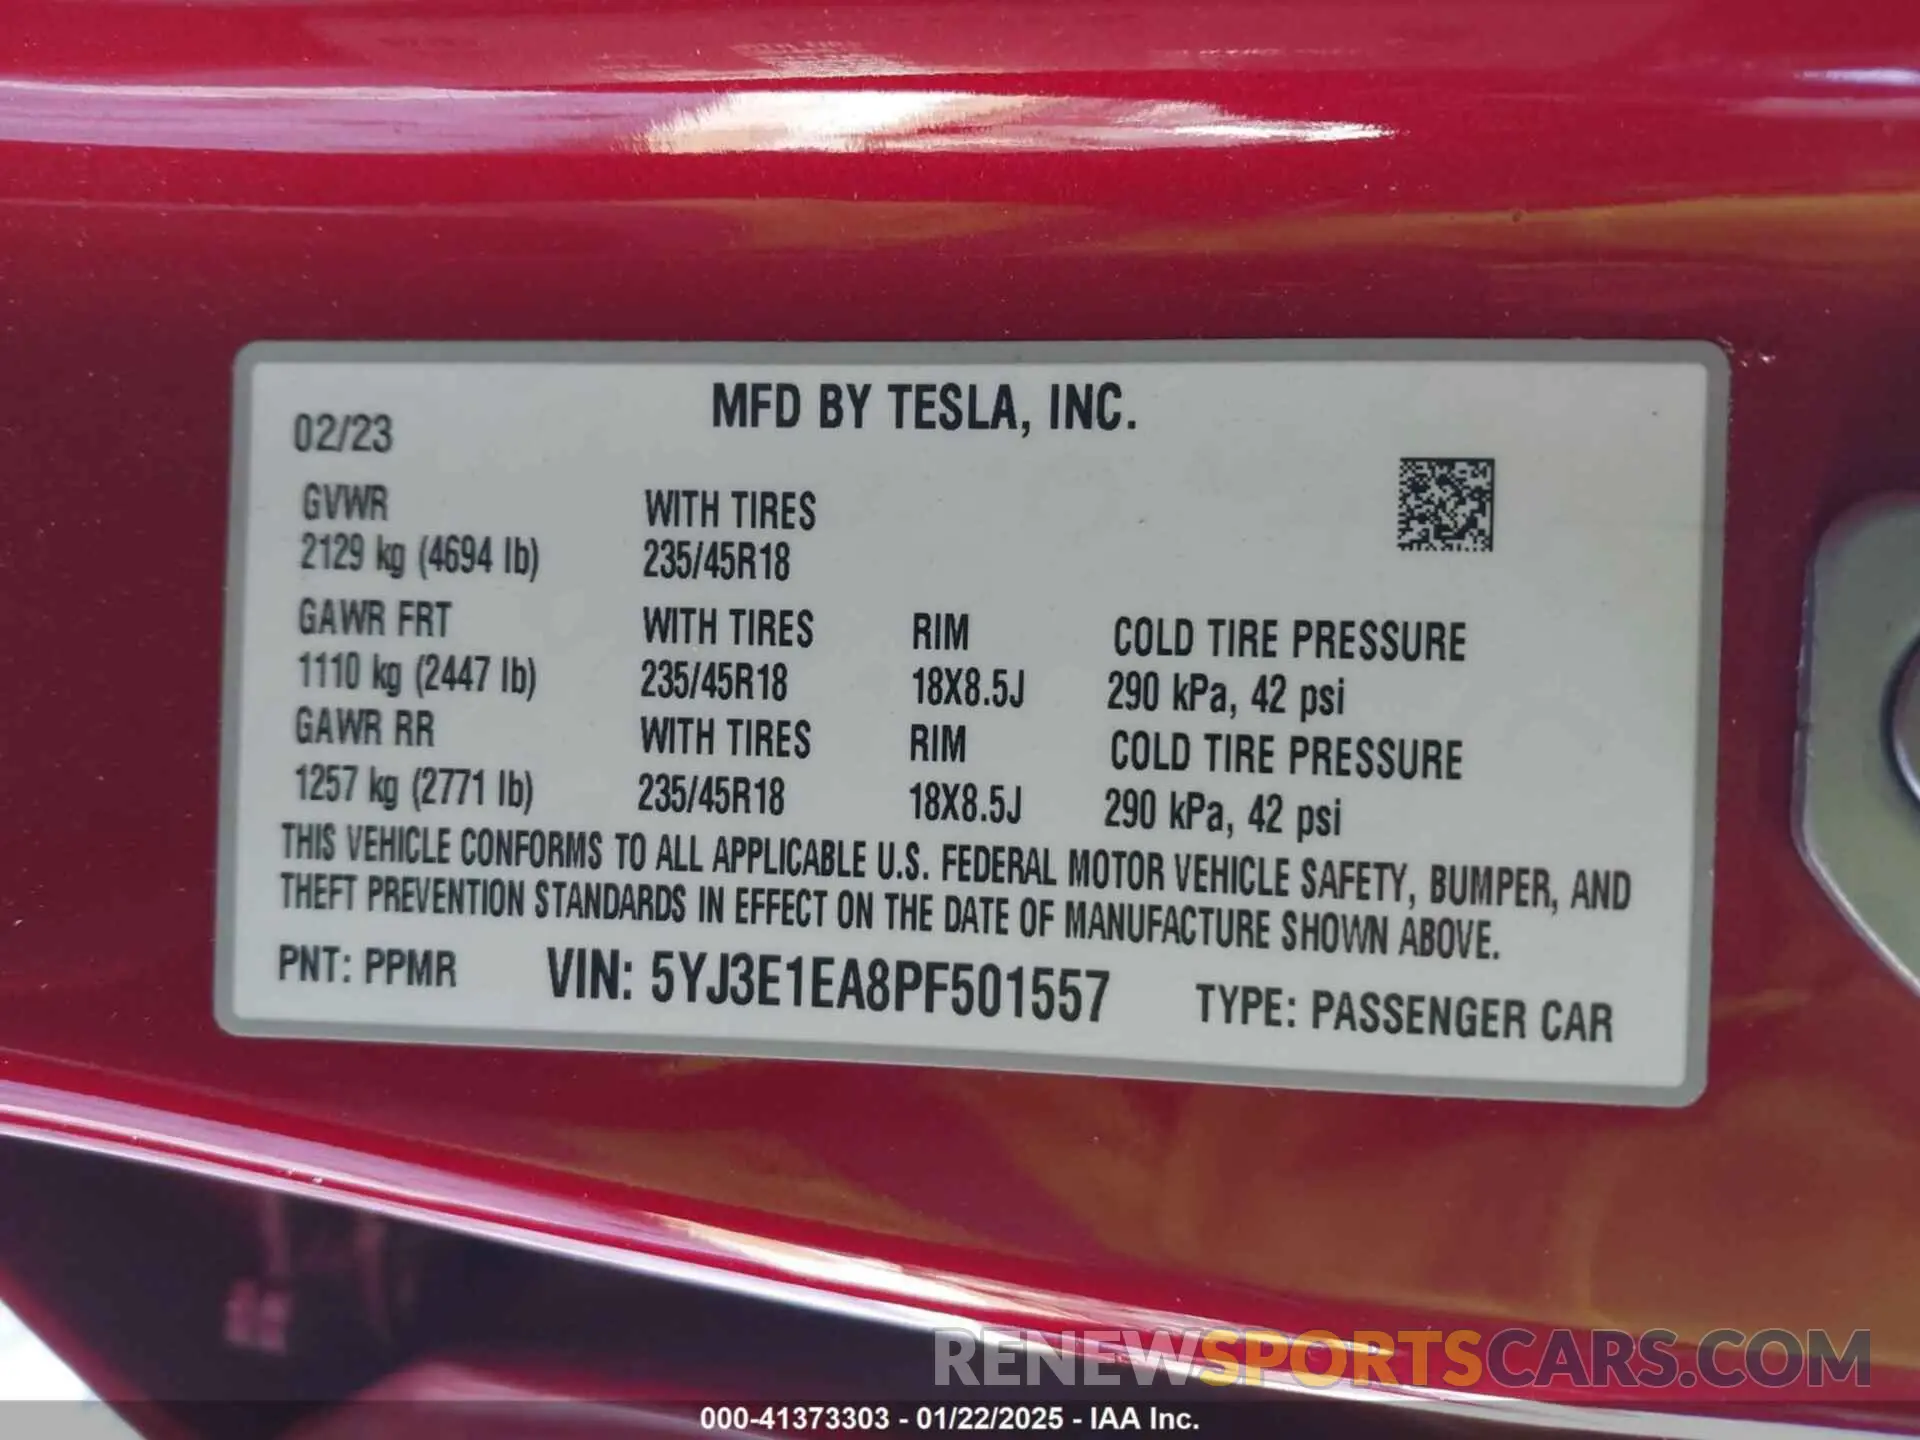 MFD BY TESLA, INC.
02/23
GVWR WITH TIRES
2129 kg (4694 lb) 235/45R18
GAWR FRT WITH TIRES RIM COLD TIRE PRESSURE
1110 kg (2447 lb) 235/45R18 18X8.5J 290 kPa, 42 psi
GAWR RR WITH TIRES RIM COLD TIRE PRESSURE
1257 kg (2771 lb) 235/45R18 18X8.5J 290 kPa, 42 psi
THIS VEHICLE CONFORMS TO ALL APPLICABLE U.S. FEDERAL MOTOR VEHICLE SAFETY, BUMPER, AND
THEFT PREVENTION STANDARDS IN EFFECT ON THE DATE OF MANUFACTURE SHOWN ABOVE.
PNT: PPMR VIN: 5YJ3E1EA8PF501557 TYPE: PASSENGER CAR
RENEWSPORTSCARS.COM
000-41373303 - 01/22/2025 - IAA Inc.